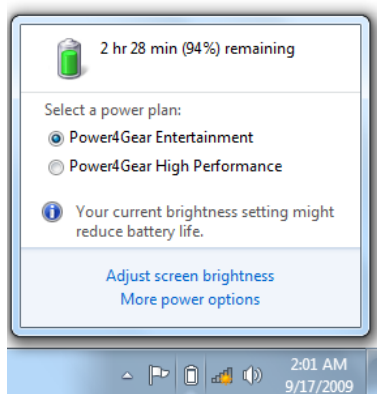 2 hr 28 min (94%) remaining
Select a power plan:
Power4Gear Entertainment
Power4Gear High Performance
Your current brightness setting might
reduce battery life.
Adjust screen brightness
More power options
2:01 AM
9/17/2009